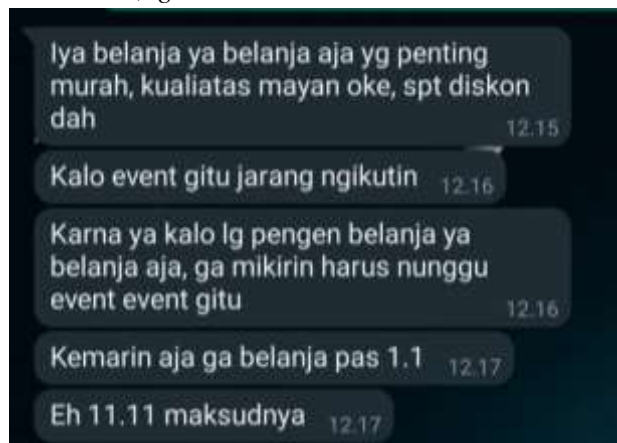 Iya belanja ya belanja aja yg penting
murah, kualiatas mayan oke, spt diskon
dah
12.15
Kalo event gitu jarang ngikutin 12.16
Karna ya kalo lg pengen belanja ya
belanja aja, ga mikirin harus nunggu
event event gitu
12.16
Kemarin aja ga belanja pas 1.1 12.17
Eh 11.11 maksudnya 12.17